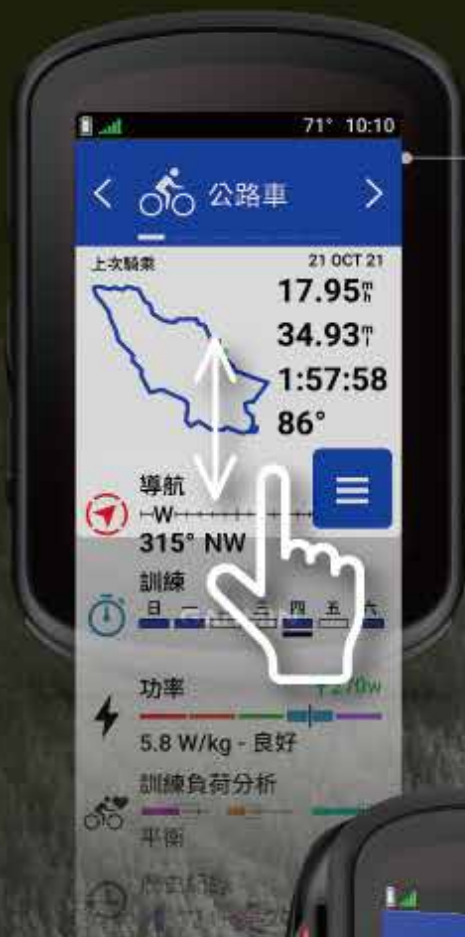 71° 10:10
公路車
上次騎乘
21 OCT 21
17.95 m h
34.93 m
1:57:58
86°
導航
W
315° NW
訓練
日 一 三 四 五 六
功率
5.8 W/kg - 良好
訓練負荷分析
平衡